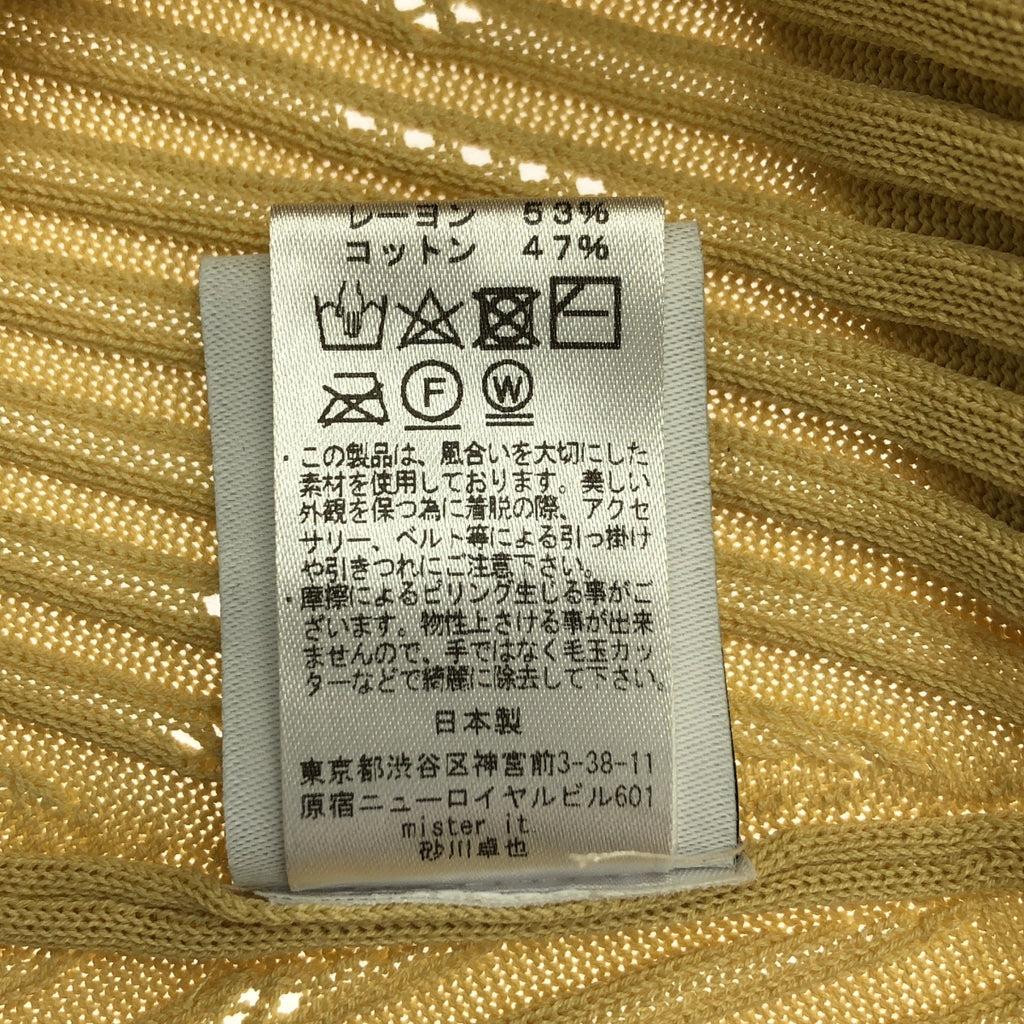 レーヨン 53%
コットン 47%
F W
・この製品は、風合いを大切にした
素材を使用しております。美しい
外観を保つ為に着脱の際、アクセ
サリー、ベルト等による引っ掛け
や引きつれにご注意下さい。
・摩擦によるピリング生じる事がご
ざいます。物性上さける事が出来
ませんので、手ではなく毛玉カッ
ターなどで綺麗に除去して下さい。
日本製
東京都渋谷区神宮前3-38-11
原宿ニューロイヤルビル601
mister it.
砂川卓也